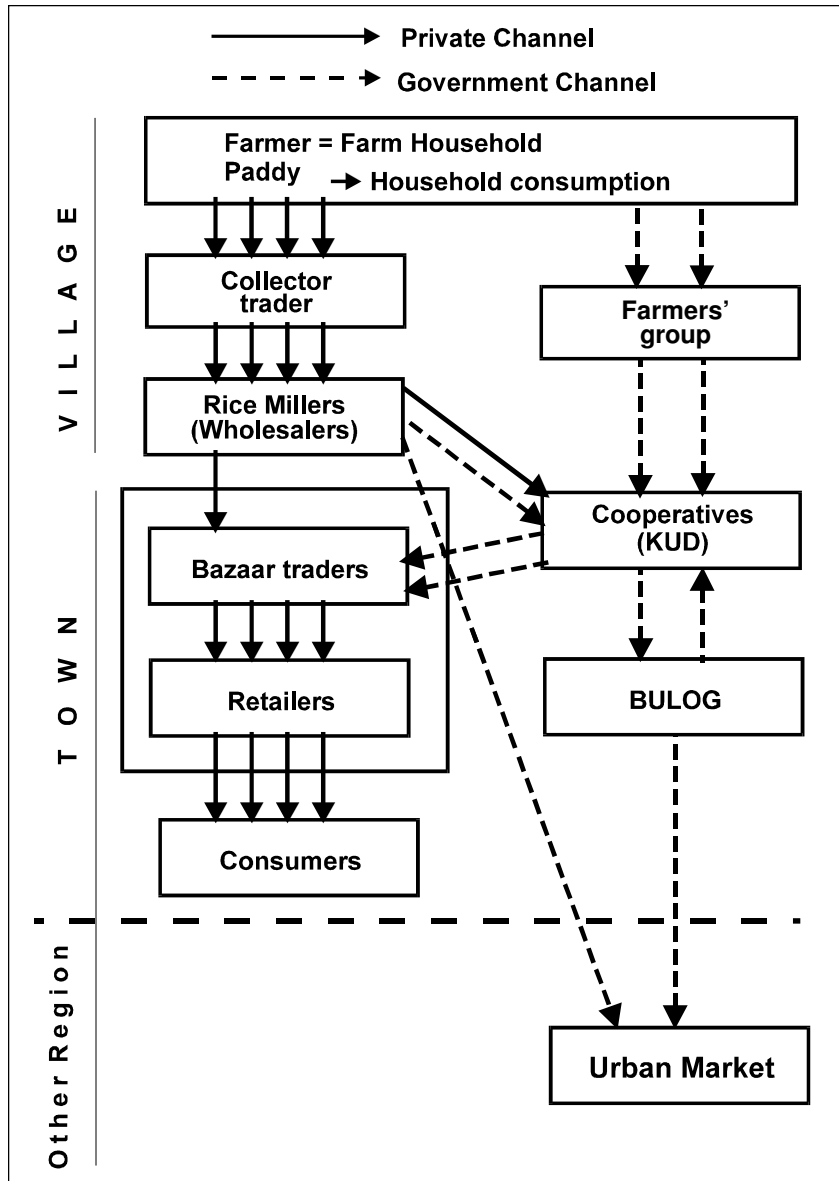 Private Channel
Government Channel
VILLAGE
Farmer = Farm Household
Paddy
Household consumption
Collector
trader
Farmers’
group
Rice Millers
(Wholesalers)
TOWN
Cooperatives
(KUD)
Bazaar traders
Retailers
BULOG
Consumers
Other Region
Urban Market